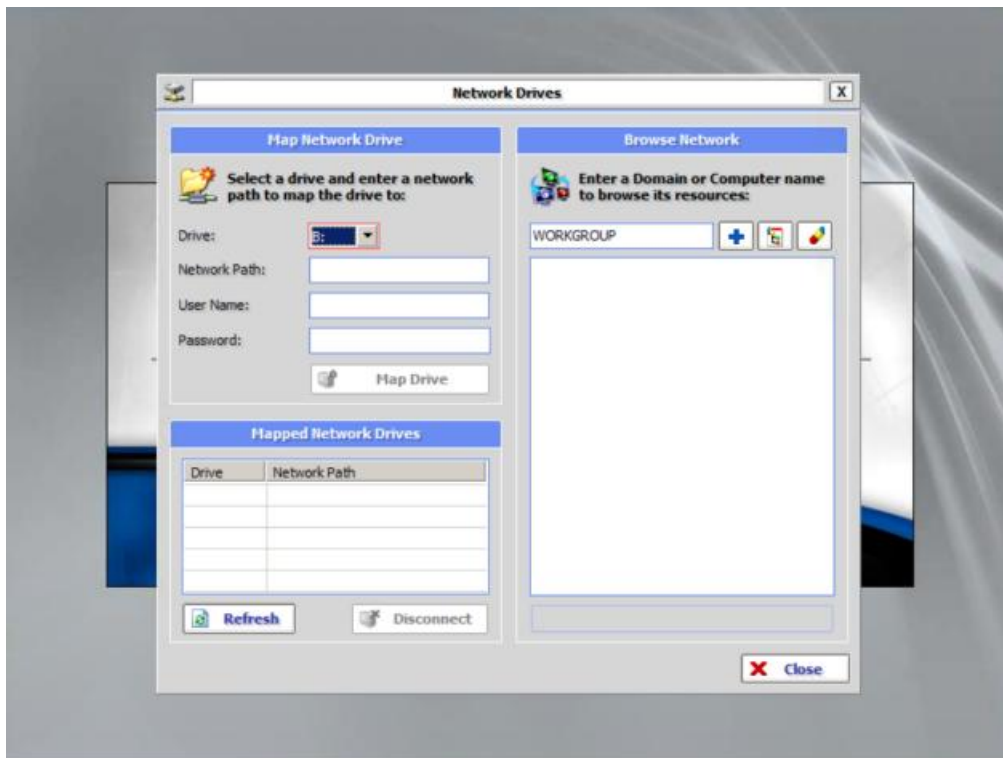 Network Drives
X
Map Network Drive
Select a drive and enter a network
path to map the drive to:
Drive:
B:
Network Path:
User Name:
Password:
Map Drive
Mapped Network Drives
Drive Network Path
Refresh
Disconnect
Browse Network
Enter a Domain or Computer name
to browse its resources:
WORKGROUP
Close